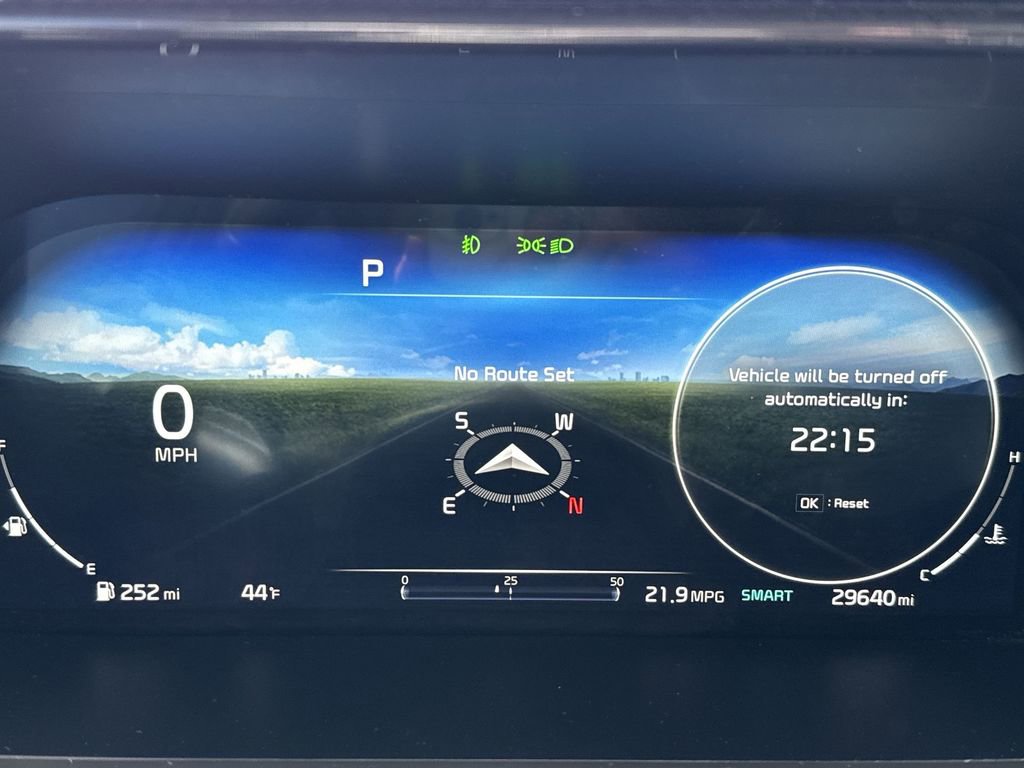 P
No Route Set
S W
E N
0
MPH
Vehicle will be turned off
automatically in:
22:15
OK : Reset
F
E
H
C
252 mi
44°F
0 25 50
21.9 MPG
SMART
29640 mi